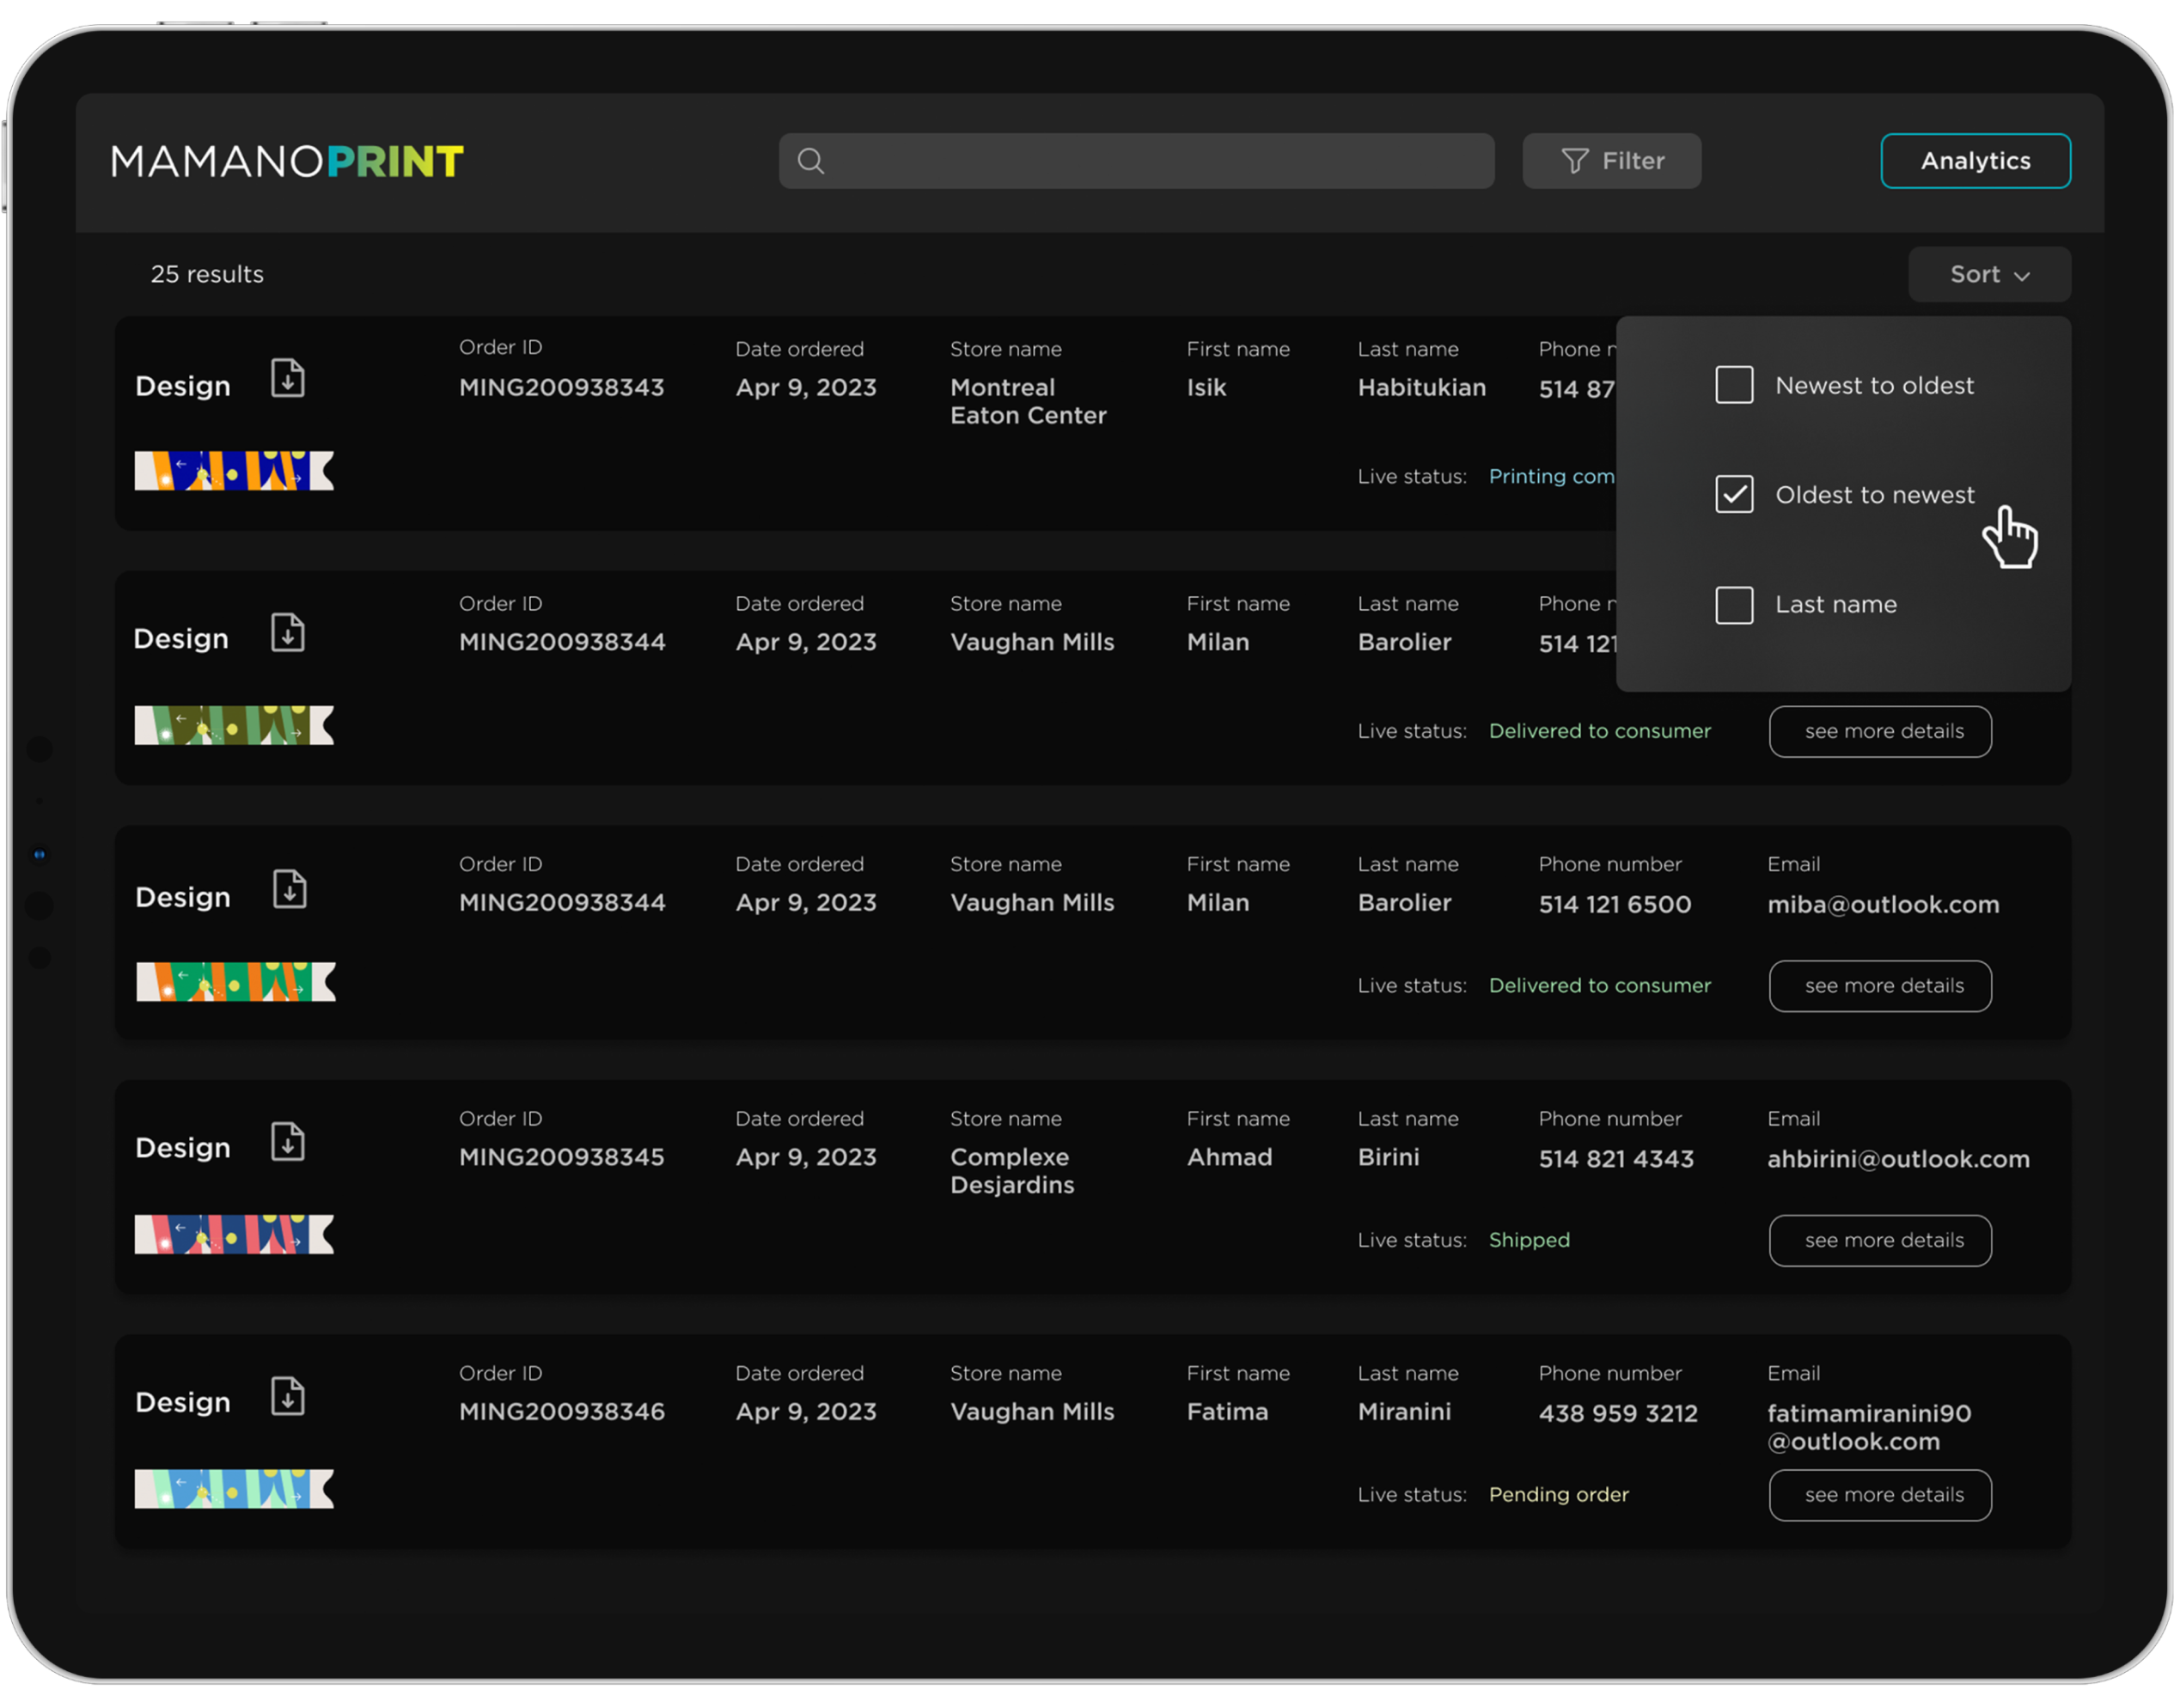 MAMANOPRINT
Filter
Analytics
25 results
Sort
Newest to oldest
Oldest to newest
Last name
Design
Order ID
MING200938343
Date ordered
Apr 9, 2023
Store name
Montreal
Eaton Center
First name
Isik
Last name
Habitukian
Phone
514 87
Live status: Printing com
Design
Order ID
MING200938344
Date ordered
Apr 9, 2023
Store name
Vaughan Mills
First name
Milan
Last name
Barolier
Phone
514 121
Live status: Delivered to consumer
see more details
Design
Order ID
MING200938344
Date ordered
Apr 9, 2023
Store name
Vaughan Mills
First name
Milan
Last name
Barolier
Phone number
514 121 6500
Email
miba@outlook.com
Live status: Delivered to consumer
see more details
Design
Order ID
MING200938345
Date ordered
Apr 9, 2023
Store name
Complexe
Desjardins
First name
Ahmad
Last name
Birini
Phone number
514 821 4343
Email
ahbirini@outlook.com
Live status: Shipped
see more details
Design
Order ID
MING200938346
Date ordered
Apr 9, 2023
Store name
Vaughan Mills
First name
Fatima
Last name
Miranini
Phone number
438 959 3212
Email
fatimamiranini90
@outlook.com
Live status: Pending order
see more details